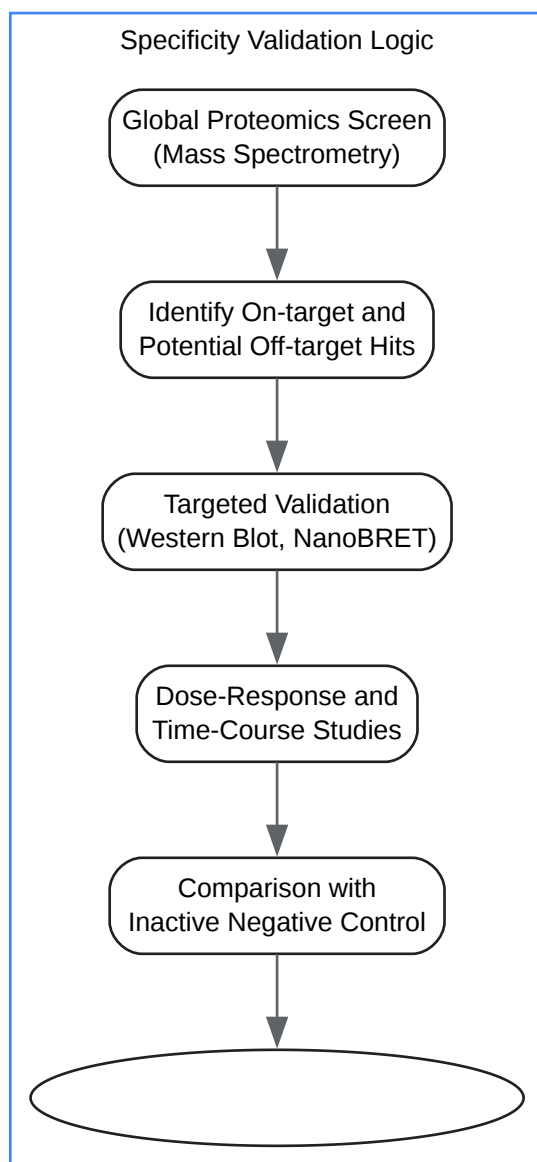 Specificity Validation Logic
Global Proteomics Screen
(Mass Spectrometry)
Identify On-target and
Potential Off-target Hits
Targeted Validation
(Western Blot, NanoBRET)
Dose-Response and
Time-Course Studies
Comparison with
Inactive Negative Control